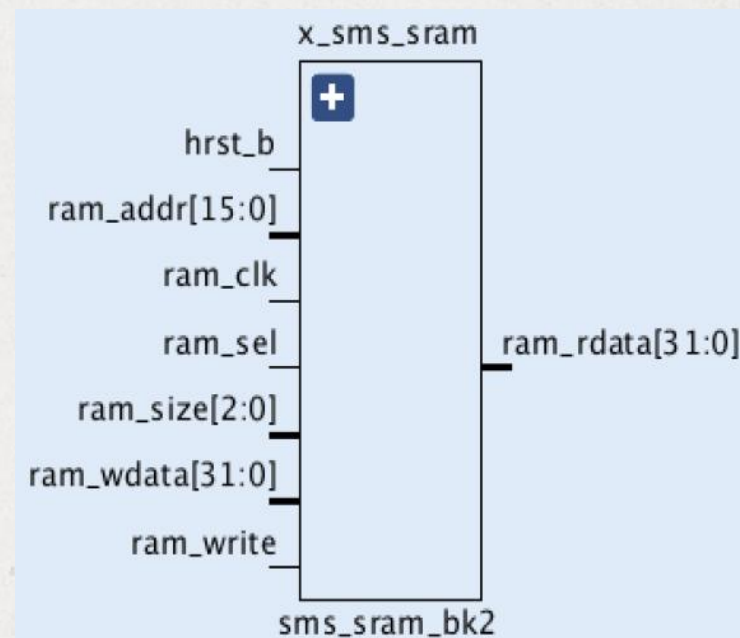 x_sms_sram
hrst_b
ram_addr[15:0]
ram_clk
ram_sel
ram_rdata[31:0]
ram_size[2:0]
ram_wdata[31:0]
ram_write
sms_sram_bk2